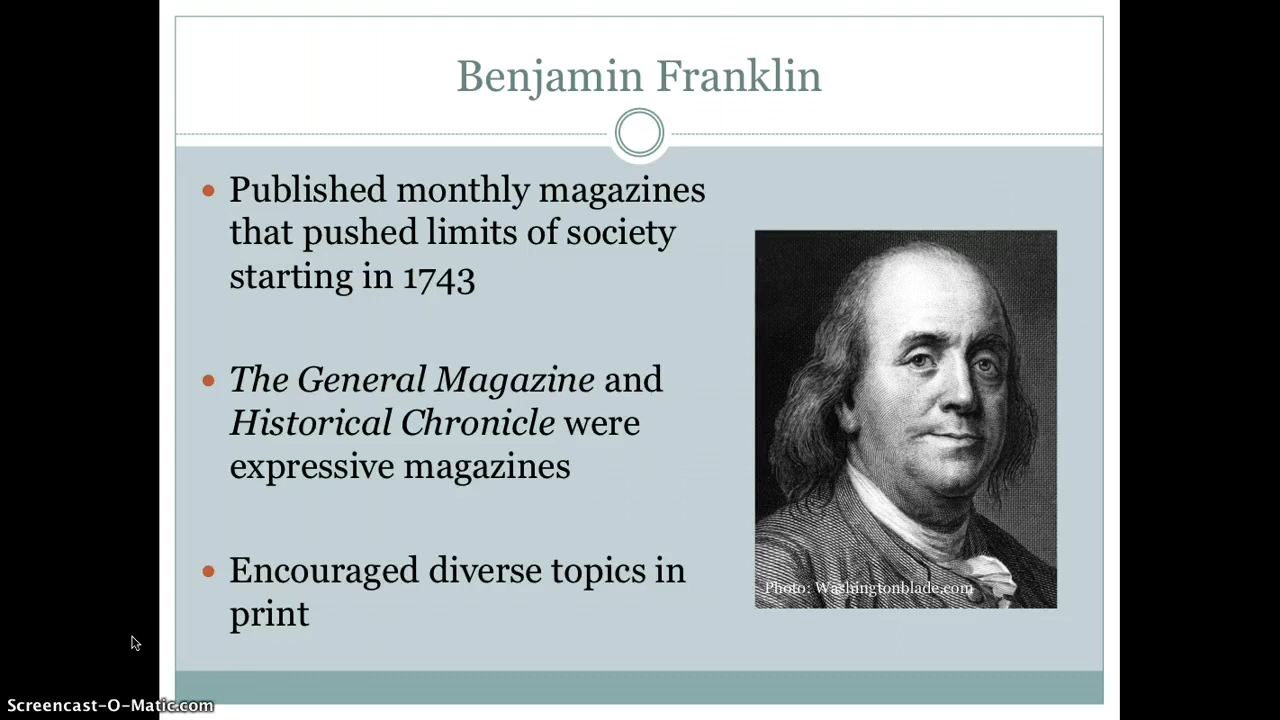 Benjamin Franklin
• Published monthly magazines
that pushed limits of society
starting in 1743
• The General Magazine and
Historical Chronicle were
expressive magazines
• Encouraged diverse topics in
print
Photo: Washingtonblade.com
Screencast-O-Matic.com